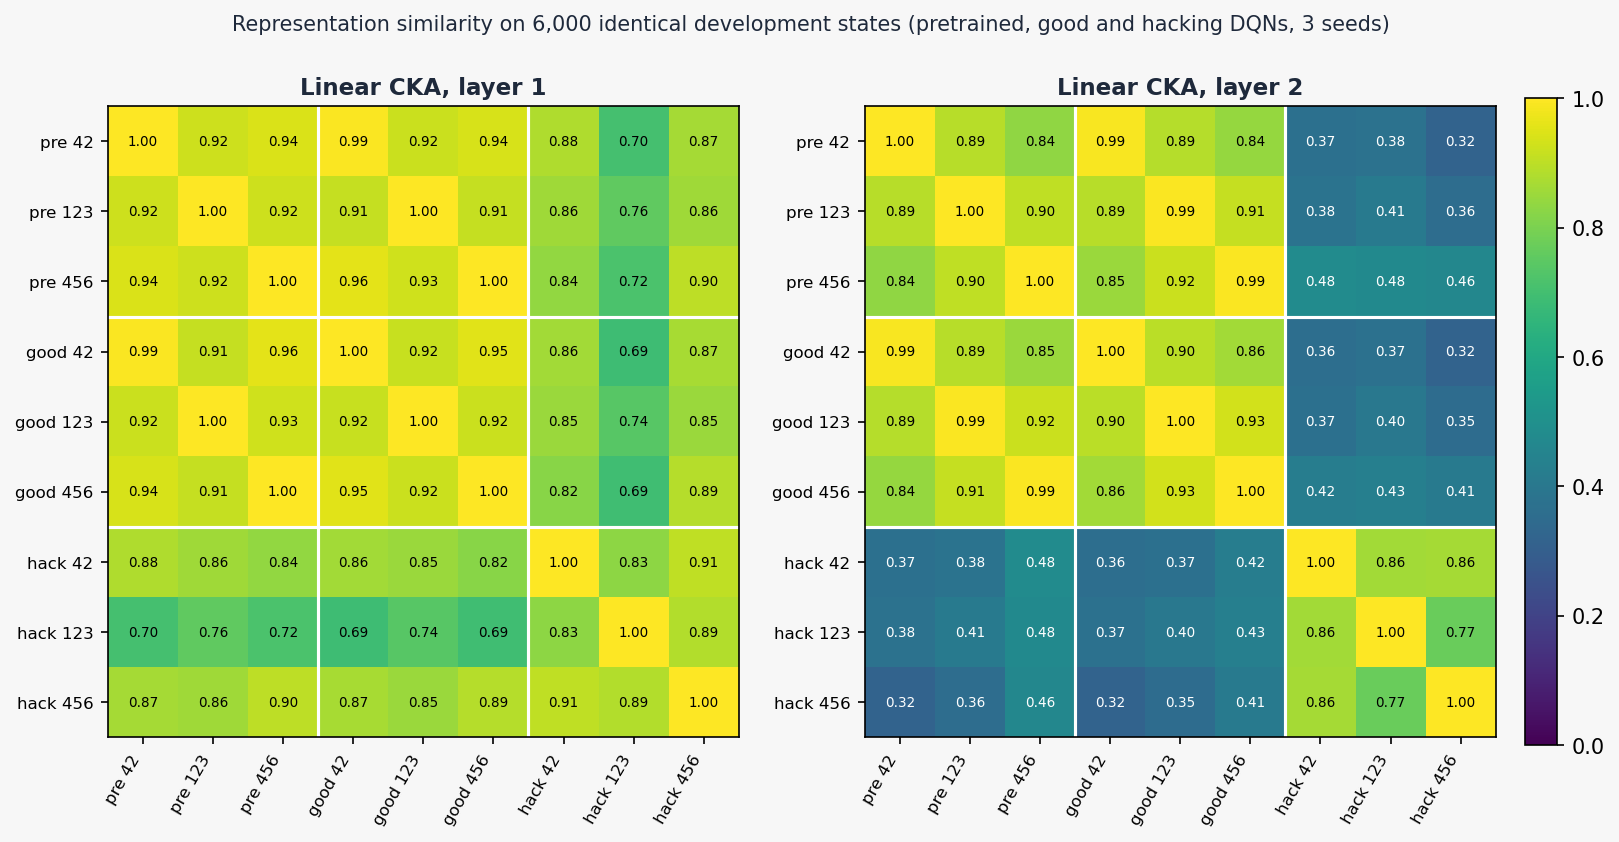 Representation similarity on 6,000 identical development states (pretrained, good and hacking DQNs, 3 seeds)
Linear CKA, layer 1
pre 42 1.00 0.92 0.94 0.99 0.92 0.94 0.88 0.70 0.87
pre 123 0.92 1.00 0.92 0.91 1.00 0.91 0.86 0.76 0.86
pre 456 0.94 0.92 1.00 0.96 0.93 1.00 0.84 0.72 0.90
good 42 0.99 0.91 0.96 1.00 0.92 0.95 0.86 0.69 0.87
good 123 0.92 1.00 0.93 0.92 1.00 0.92 0.85 0.74 0.85
good 456 0.94 0.91 1.00 0.95 0.92 1.00 0.82 0.69 0.89
hack 42 0.88 0.86 0.84 0.86 0.85 0.82 1.00 0.83 0.91
hack 123 0.70 0.76 0.72 0.69 0.74 0.69 0.83 1.00 0.89
hack 456 0.87 0.86 0.90 0.87 0.85 0.89 0.91 0.89 1.00
pre 42 pre 123 pre 456 good 42 good 123 good 456 hack 42 hack 123 hack 456
Linear CKA, layer 2
pre 42 1.00 0.89 0.84 0.99 0.89 0.84 0.37 0.38 0.32
pre 123 0.89 1.00 0.90 0.89 0.99 0.91 0.38 0.41 0.36
pre 456 0.84 0.90 1.00 0.85 0.92 0.99 0.48 0.48 0.46
good 42 0.99 0.89 0.85 1.00 0.90 0.86 0.36 0.37 0.32
good 123 0.89 0.99 0.92 0.90 1.00 0.93 0.37 0.40 0.35
good 456 0.84 0.91 0.99 0.86 0.93 1.00 0.42 0.43 0.41
hack 42 0.37 0.38 0.48 0.36 0.37 0.42 1.00 0.86 0.86
hack 123 0.38 0.41 0.48 0.37 0.40 0.43 0.86 1.00 0.77
hack 456 0.32 0.36 0.46 0.32 0.35 0.41 0.86 0.77 1.00
pre 42 pre 123 pre 456 good 42 good 123 good 456 hack 42 hack 123 hack 456
1.0
0.8
0.6
0.4
0.2
0.0